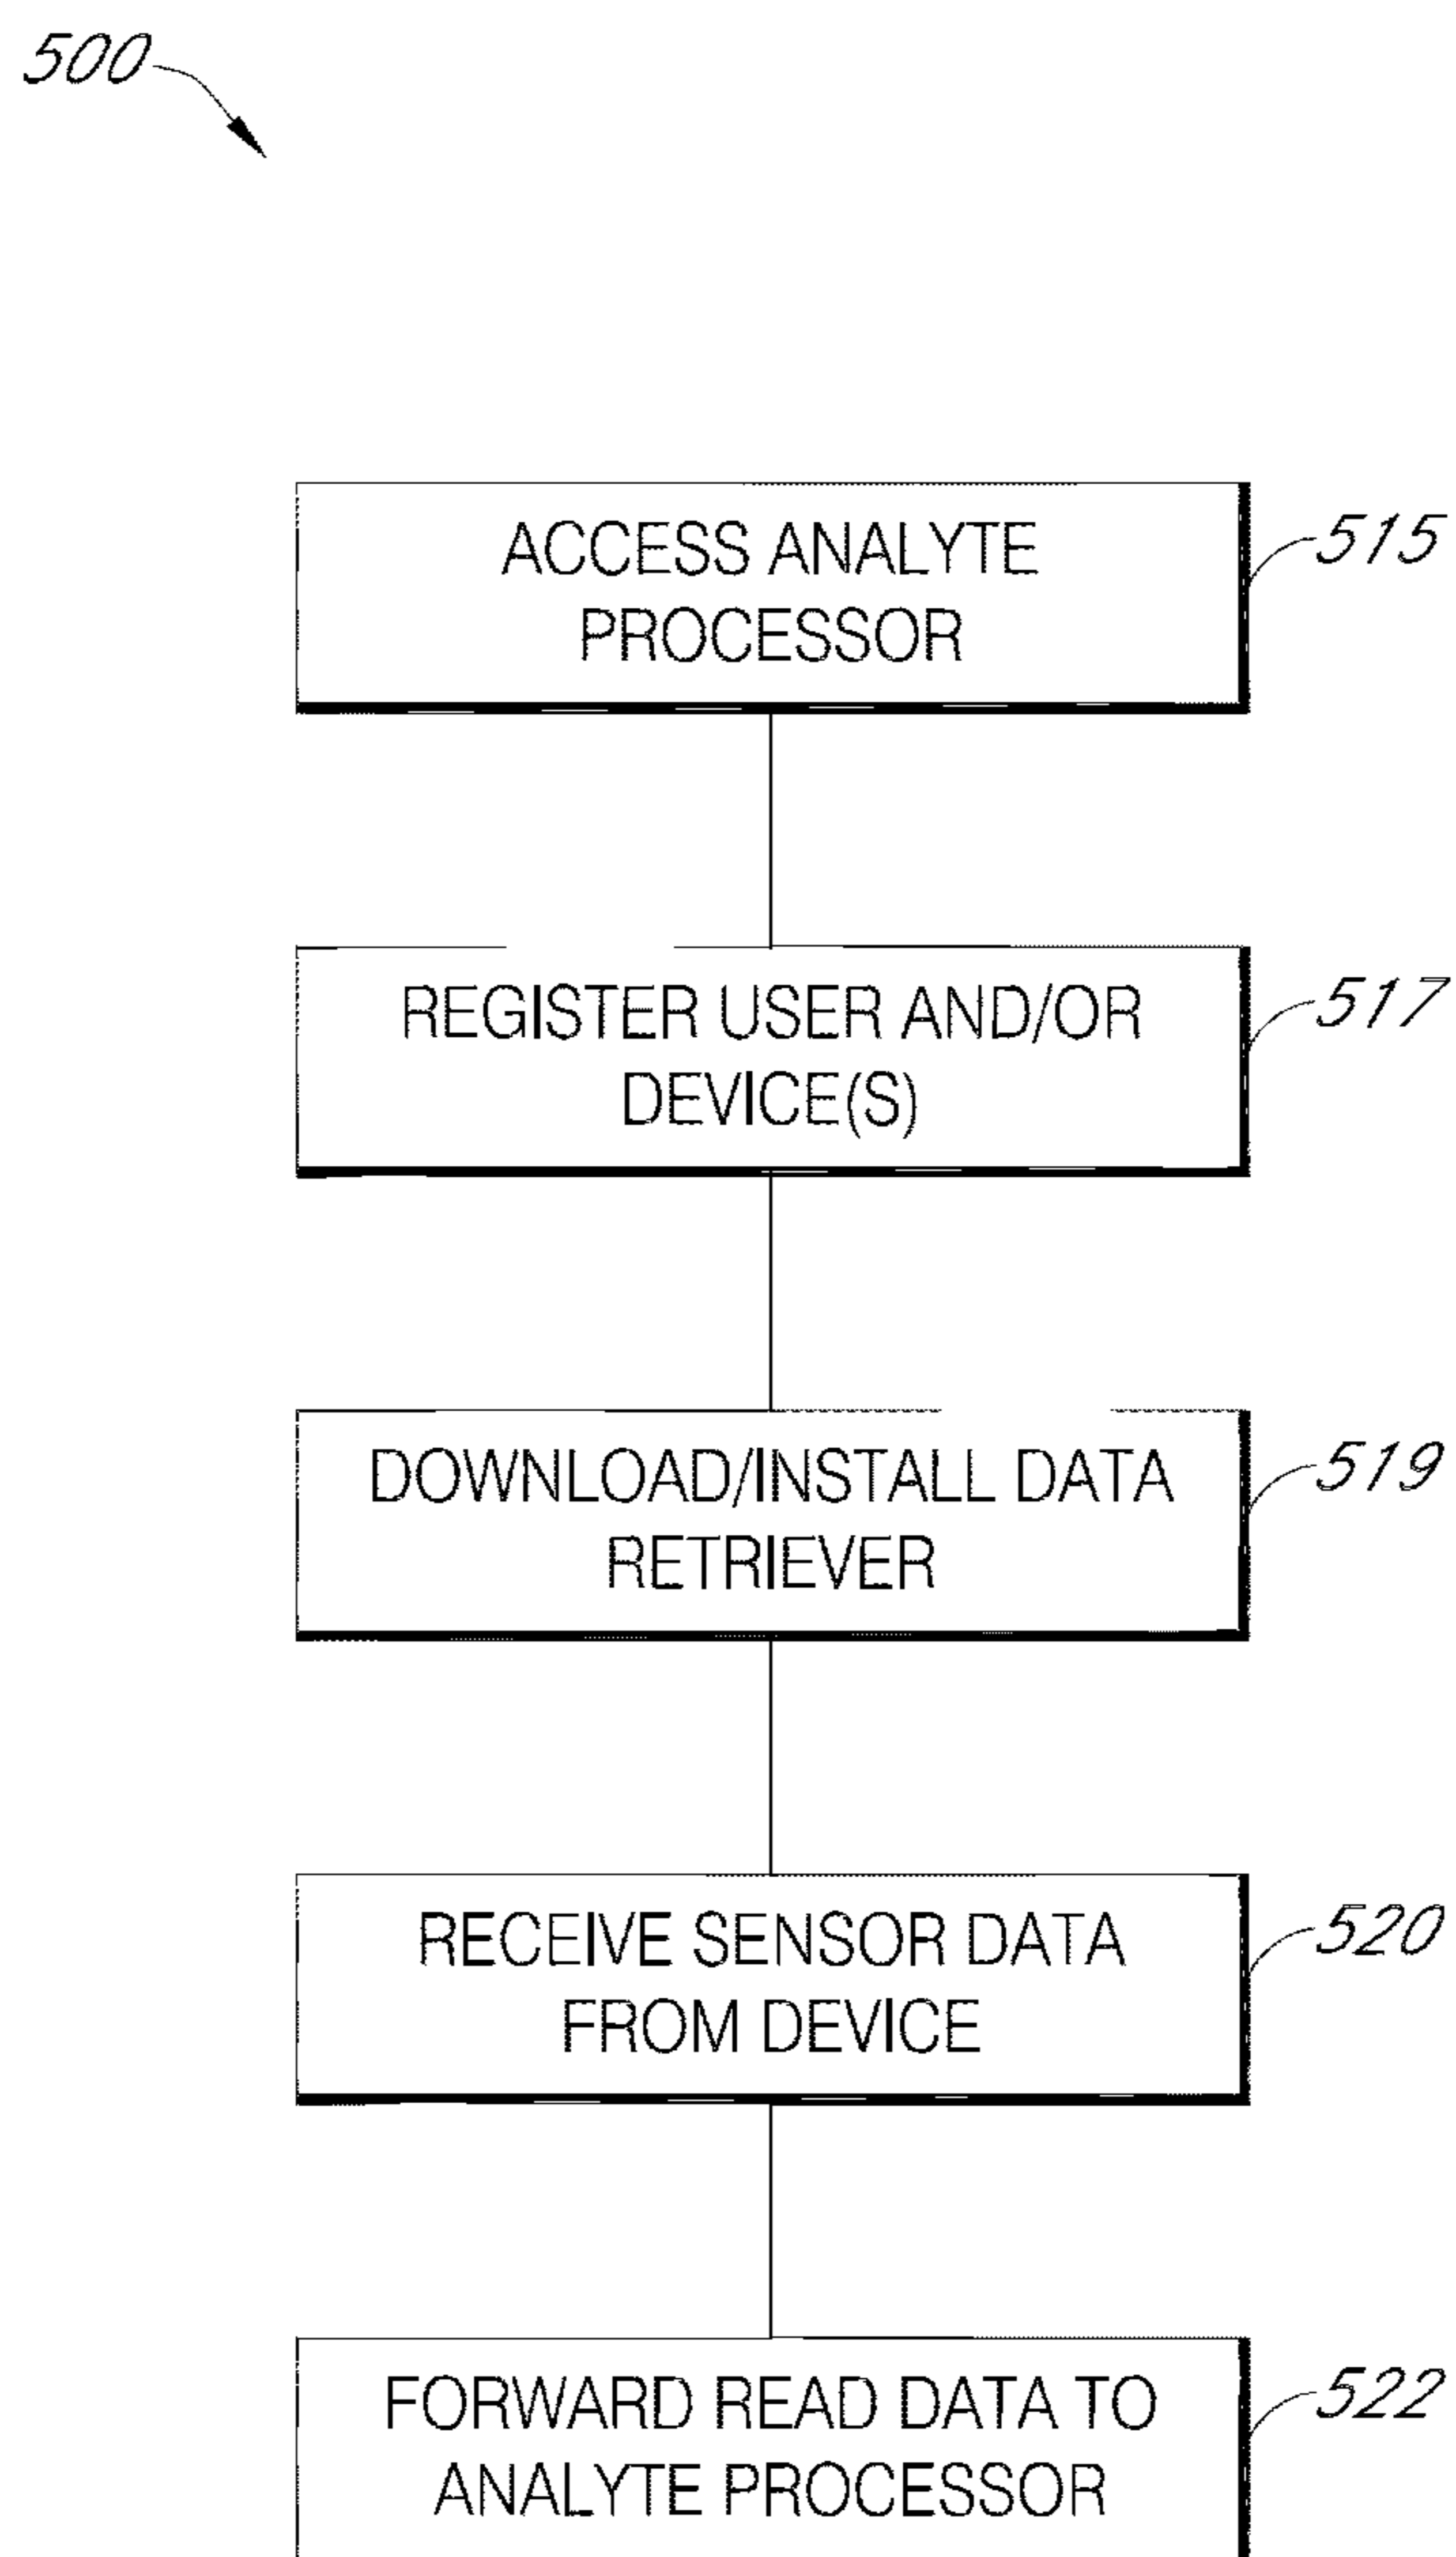 500
ACCESS ANALYTE
PROCESSOR
515
REGISTER USER AND/OR
DEVICE(S)
517
DOWNLOAD/INSTALL DATA
RETRIEVER
519
RECEIVE SENSOR DATA
FROM DEVICE
520
FORWARD READ DATA TO
ANALYTE PROCESSOR
522